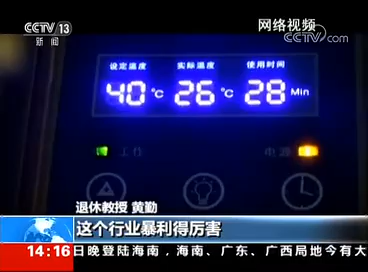 CCTV 13
新闻
网络视频
CCTV.com
设定温度 实际温度 使用时间
40 °C 26 °C 28 Min
工作 电源
退休教授 黄勤
这个行业暴利得厉害
14:16 日晚登陆海南，海南、广东、广西局地今有大